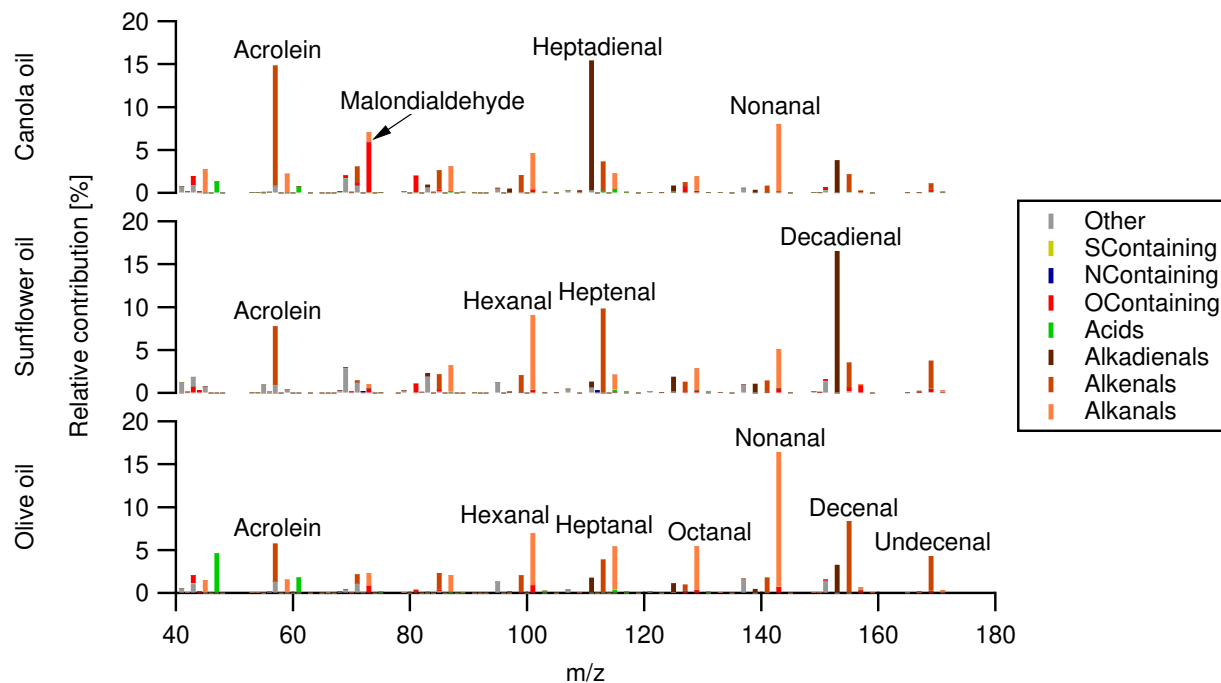 Canola oil
Sunflower oil
Olive oil
Relative contribution [%]
20
15
10
5
0
Acrolein
Malondialdehyde
Heptadienal
Nonanal
20
15
10
5
0
Acrolein
Hexanal
Heptenal
Decadienal
20
15
10
5
0
Acrolein
Hexanal
Heptanal
Octanal
Nonanal
Decenal
Undecenal
40 60 80 100 120 140 160 180
m/z
Other
SContaining
NContaining
OContaining
Acids
Alkadienals
Alkenals
Alkanals